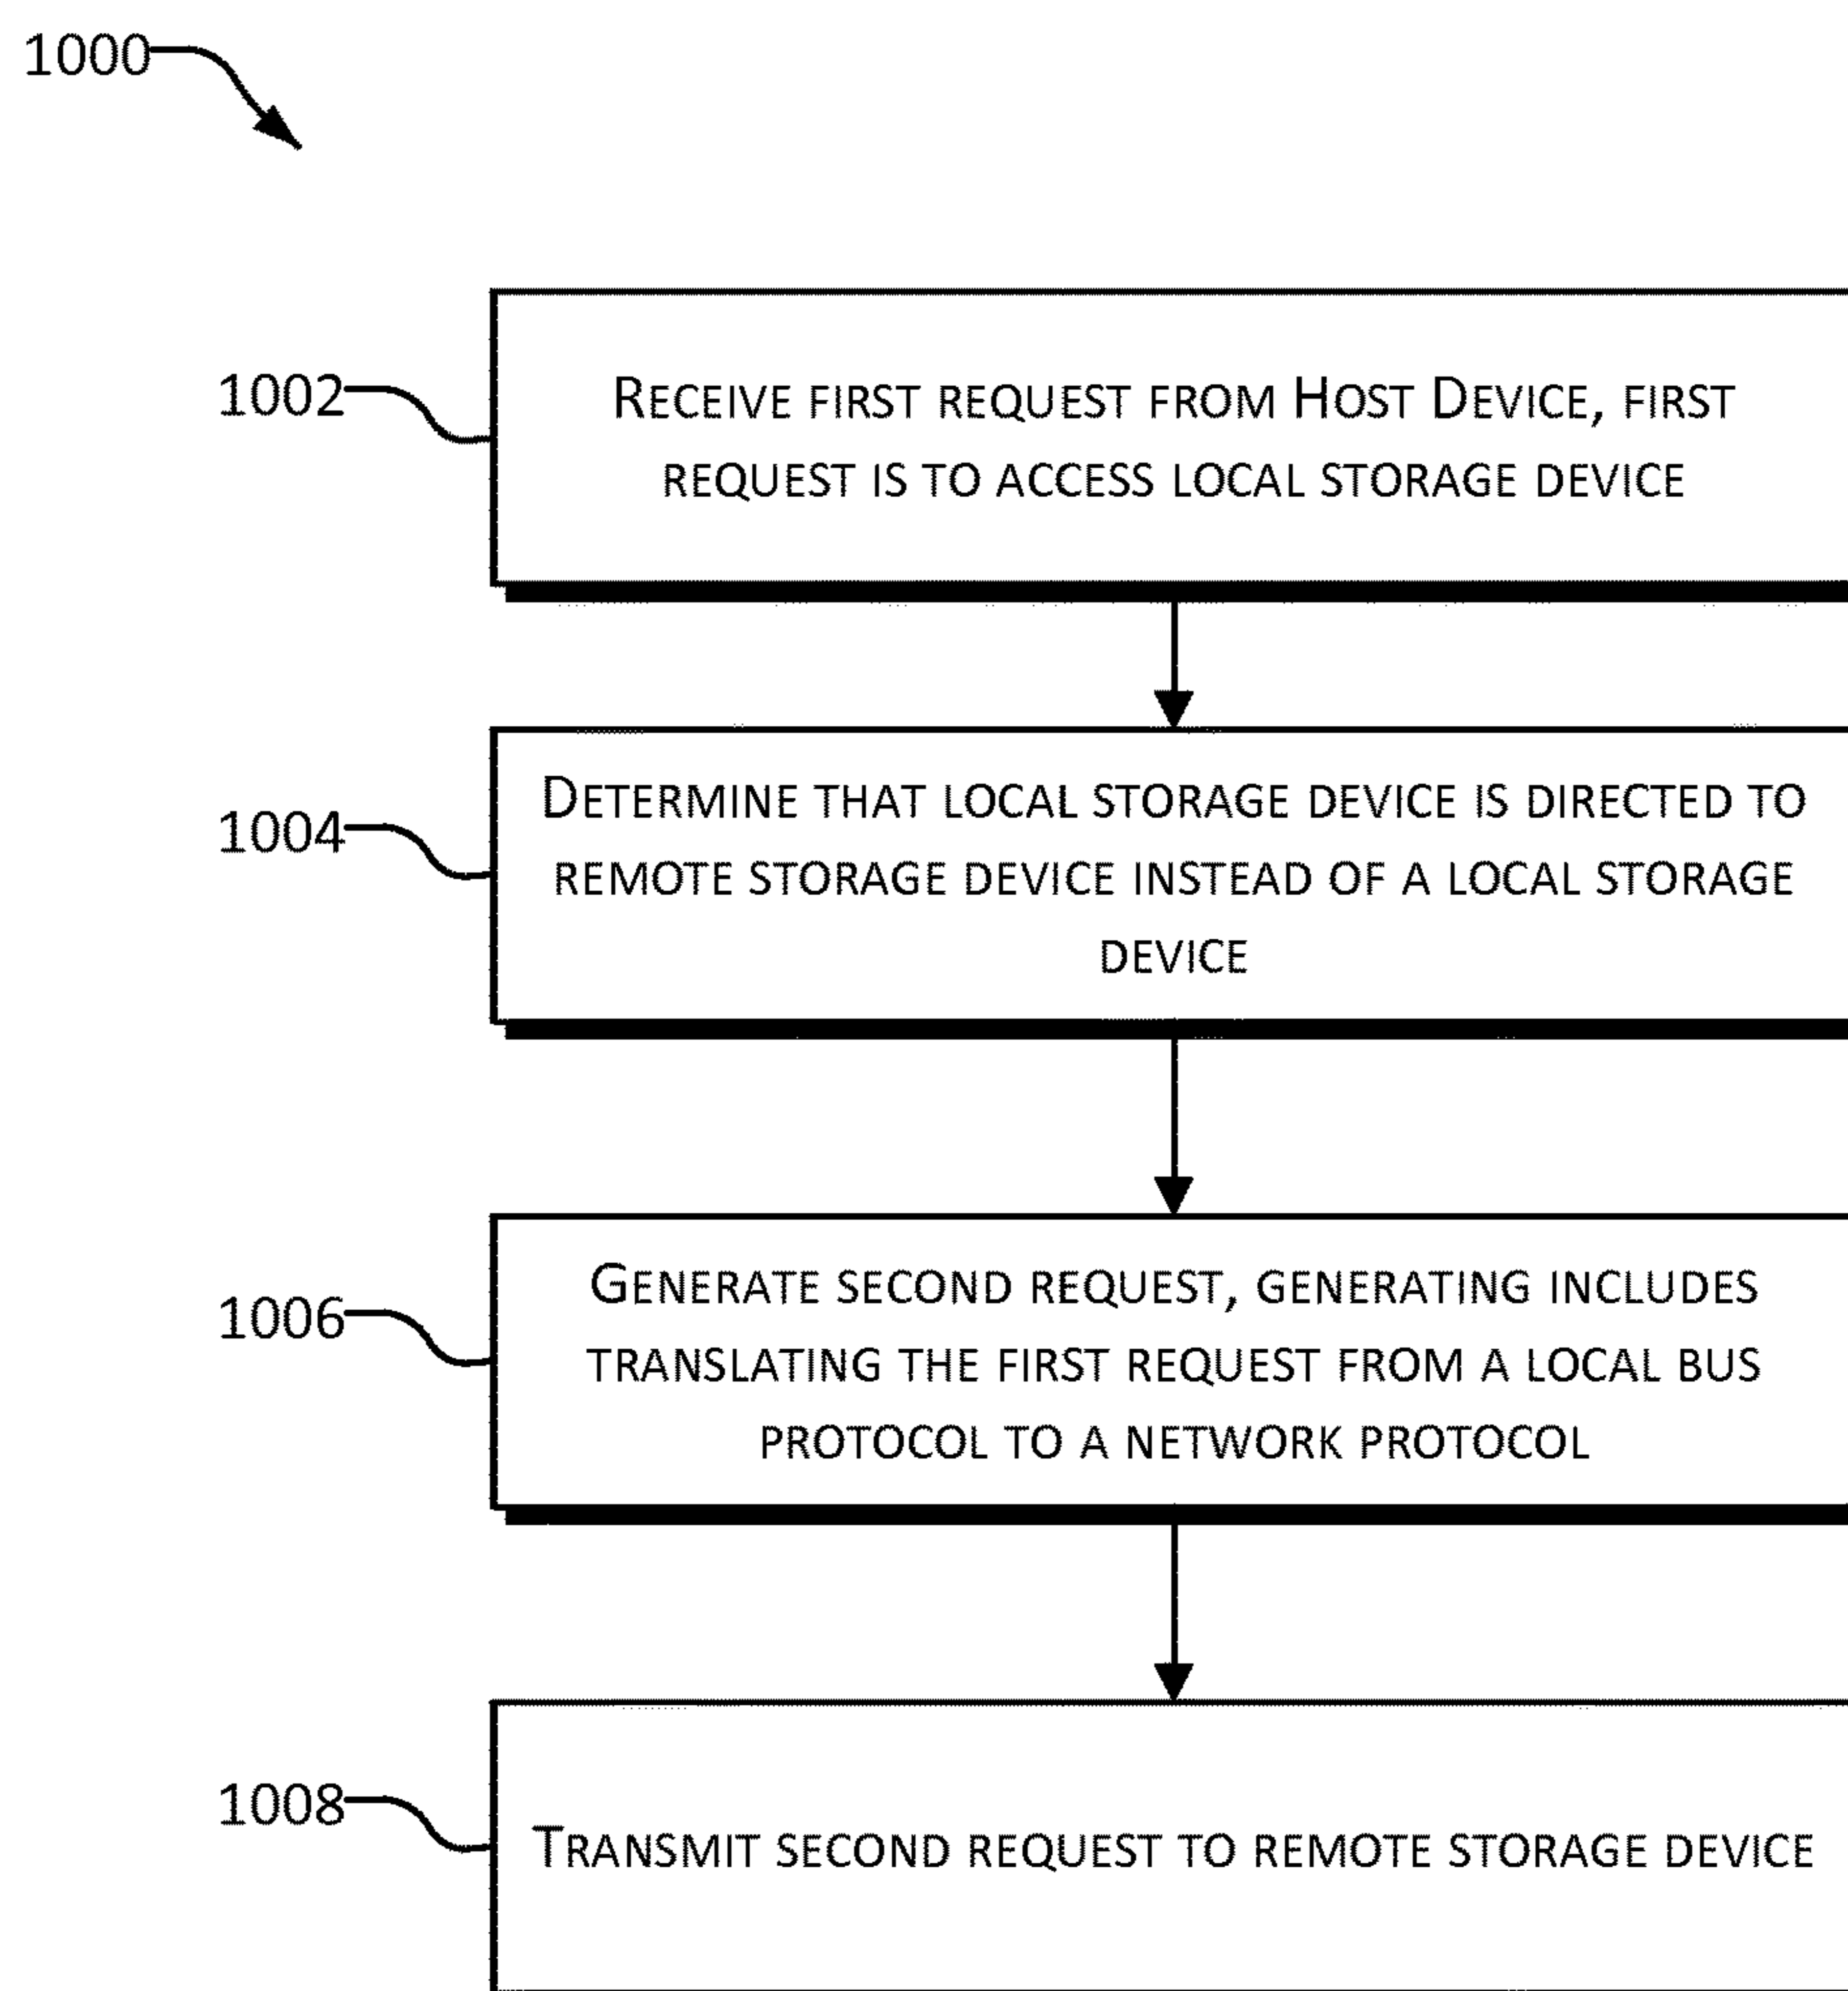 1000
1002
Receive first request from Host Device, first
request is to access local storage device
1004
Determine that local storage device is directed to
remote storage device instead of a local storage
device
1006
Generate second request, generating includes
translating the first request from a local bus
protocol to a network protocol
1008
Transmit second request to remote storage device